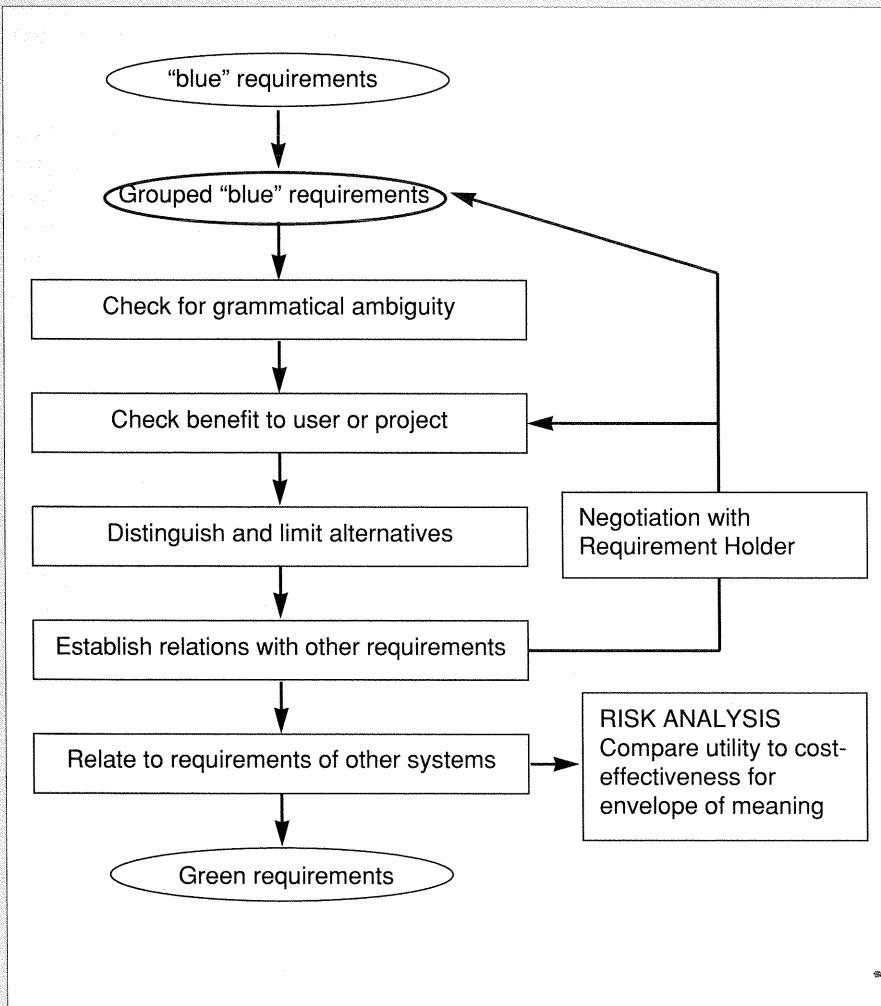 “blue” requirements
Grouped “blue” requirements
Check for grammatical ambiguity
Check benefit to user or project
Distinguish and limit alternatives
Negotiation with
Requirement Holder
Establish relations with other requirements
RISK ANALYSIS
Compare utility to cost-
effectiveness for
envelope of meaning
Relate to requirements of other systems
Green requirements